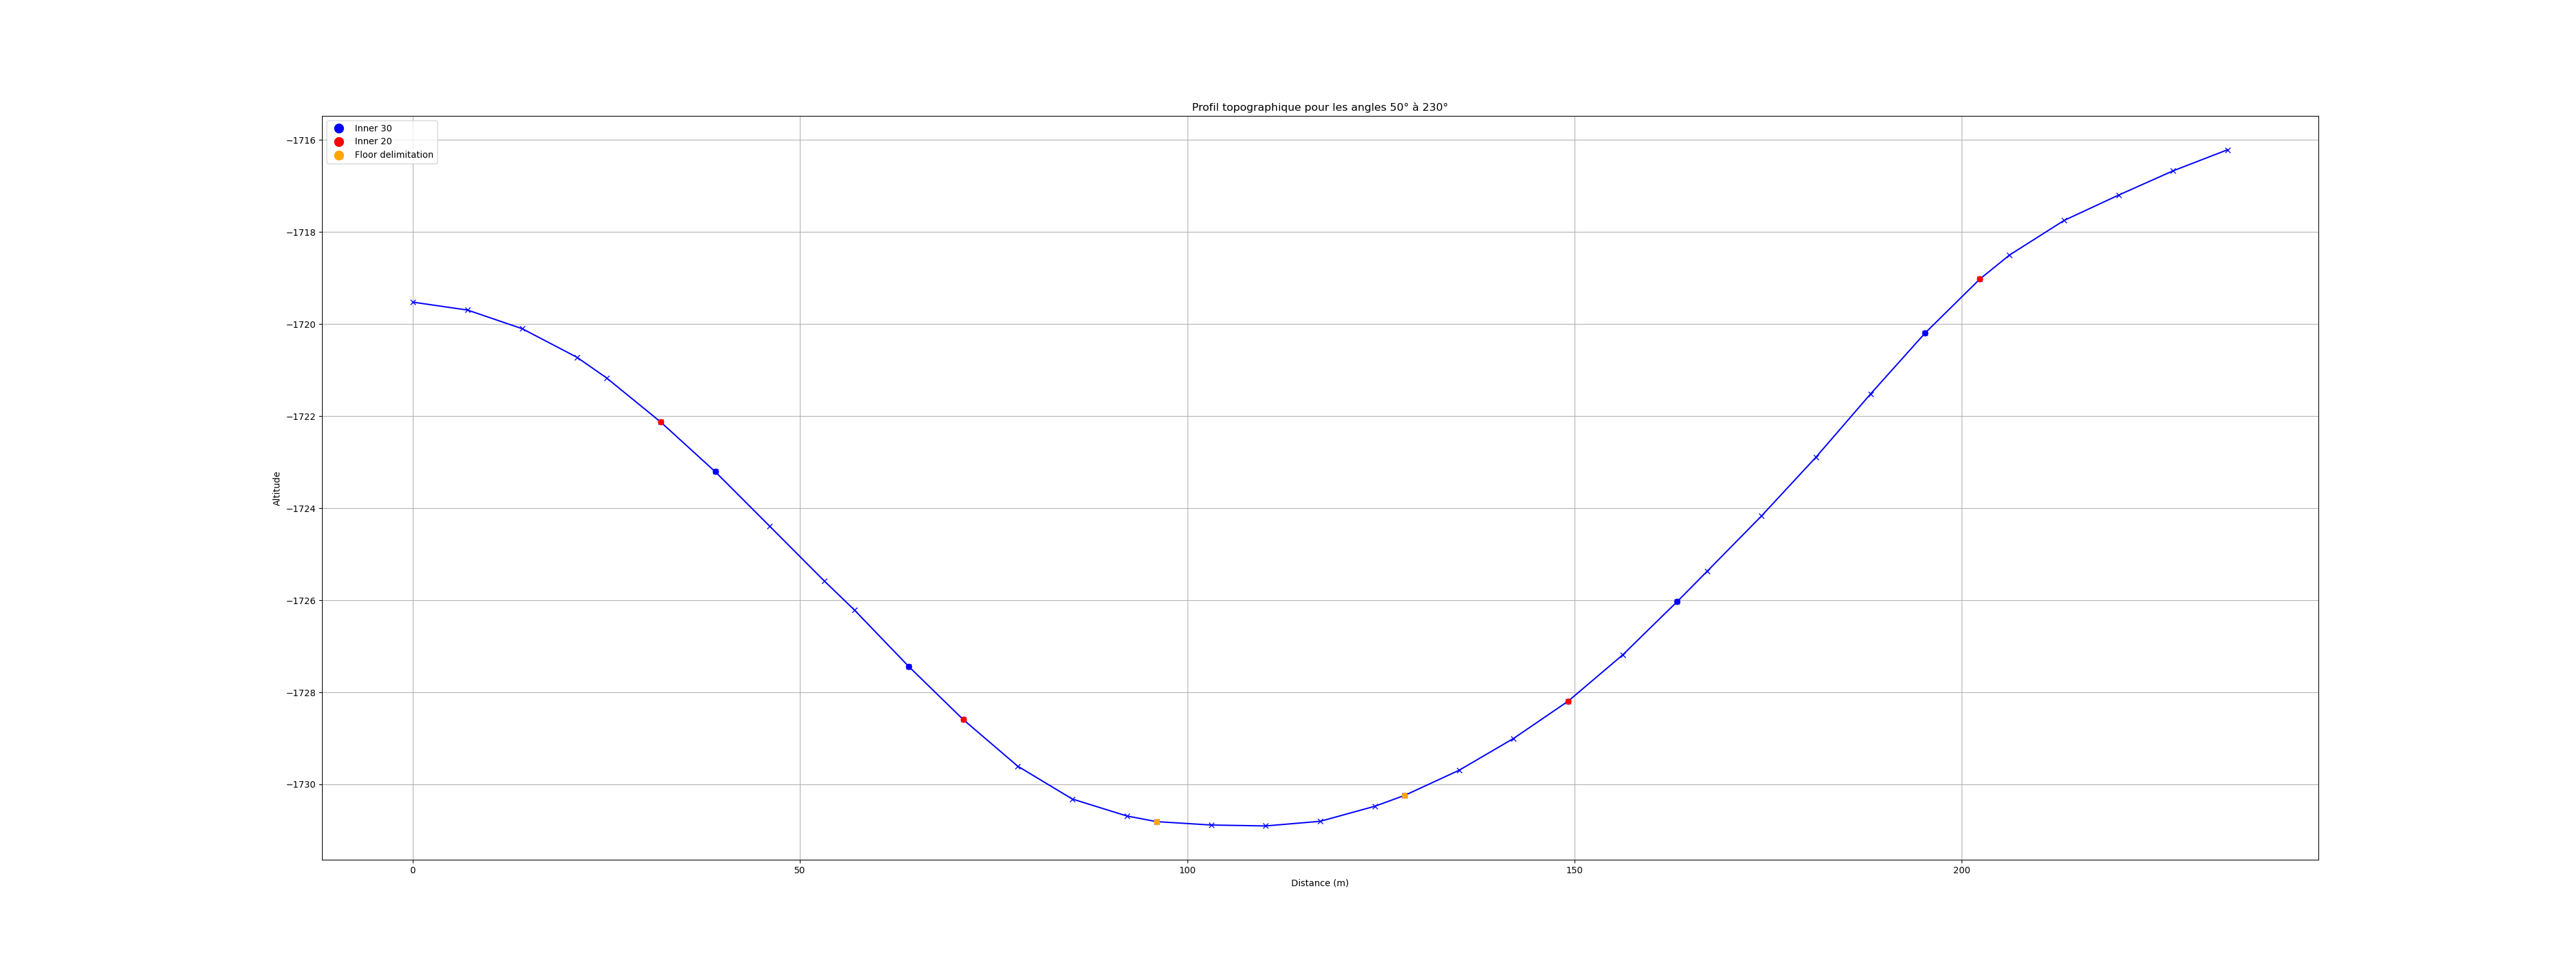 Profil topographique pour les angles 50° à 230°
Inner 30
Inner 20
Floor delimitation
−1716
−1718
−1720
−1722
−1724
−1726
−1728
−1730
Altitude
0 50 100 150 200
Distance (m)